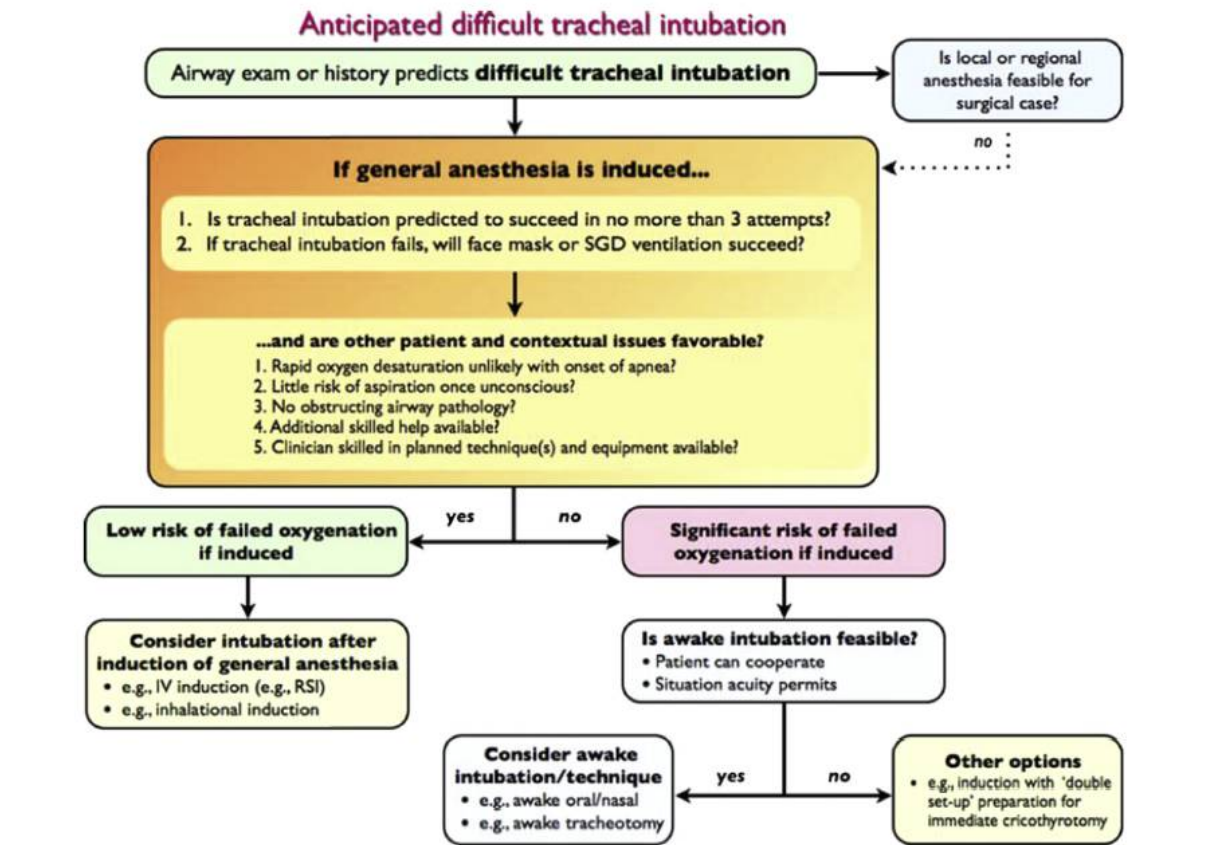 Anticipated difficult tracheal intubation
Airway exam or history predicts difficult tracheal intubation
Is local or regional
anesthesia feasible for
surgical case?
no
If general anesthesia is induced...
1. Is tracheal intubation predicted to succeed in no more than 3 attempts?
2. If tracheal intubation fails, will face mask or SGD ventilation succeed?
...and are other patient and contextual issues favorable?
1. Rapid oxygen desaturation unlikely with onset of apnea?
2. Little risk of aspiration once unconscious?
3. No obstructing airway pathology?
4. Additional skilled help available?
5. Clinician skilled in planned technique(s) and equipment available?
yes
no
Low risk of failed oxygenation
if induced
Significant risk of failed
oxygenation if induced
Consider intubation after
induction of general anesthesia
• e.g., IV induction (e.g., RSI)
• e.g., inhalational induction
Is awake intubation feasible?
• Patient can cooperate
• Situation acuity permits
yes
no
Consider awake
intubation/technique
• e.g., awake oral/nasal
• e.g., awake tracheotomy
Other options
• e.g., induction with 'double
set-up' preparation for
immediate cricothyrotomy